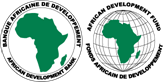 BANQUE AFRICAINE DE DEVELOPPEMENT
AFRICAN DEVELOPMENT BANK
AFRICAN DEVELOPMENT FUND
FONDS AFRICAIN DE DEVELOPPEMENT